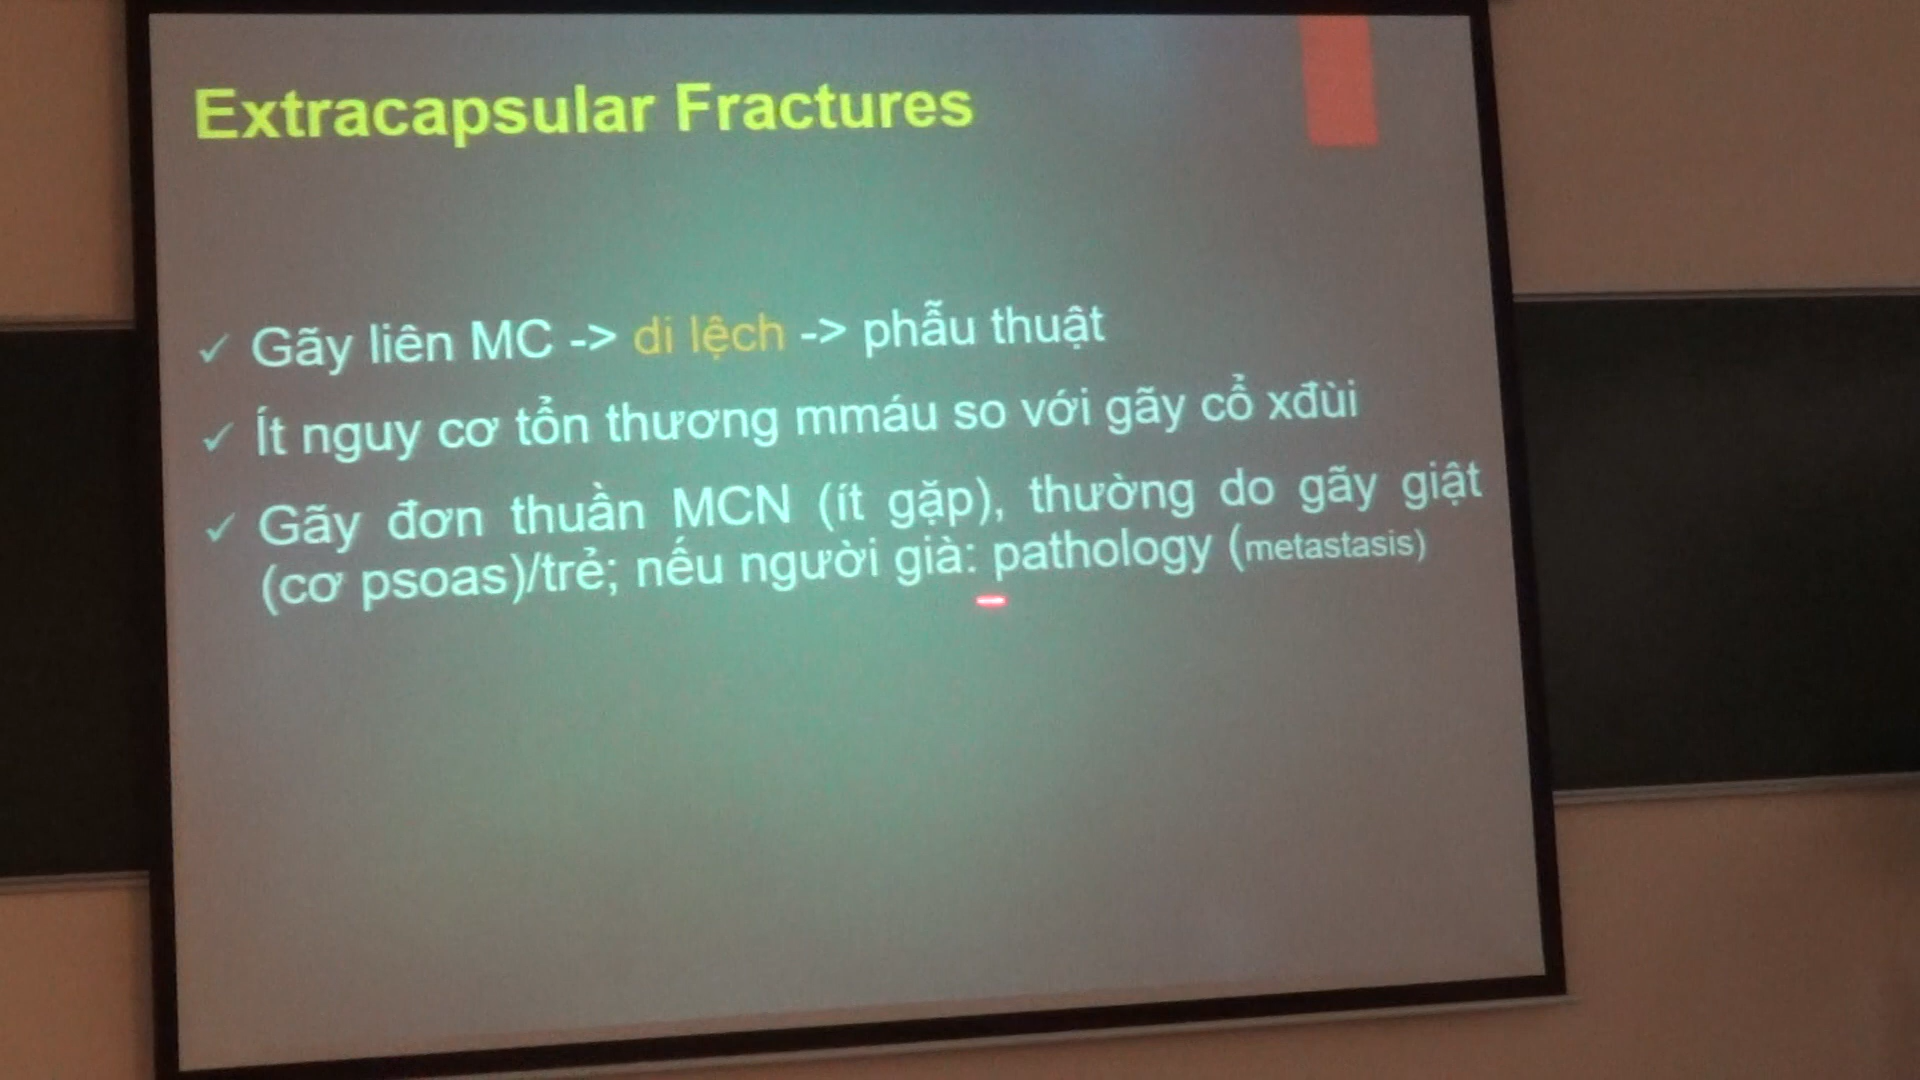 Extracapsular Fractures
✓ Gãy liên MC -> di lệch -> phẫu thuật
✓ Ít nguy cơ tổn thương mmáu so với gãy cổ xđùi
✓ Gãy đơn thuần MCN (ít gặp), thường do gãy giật
(cơ psoas)/trẻ; nếu người già: pathology (metastasis)